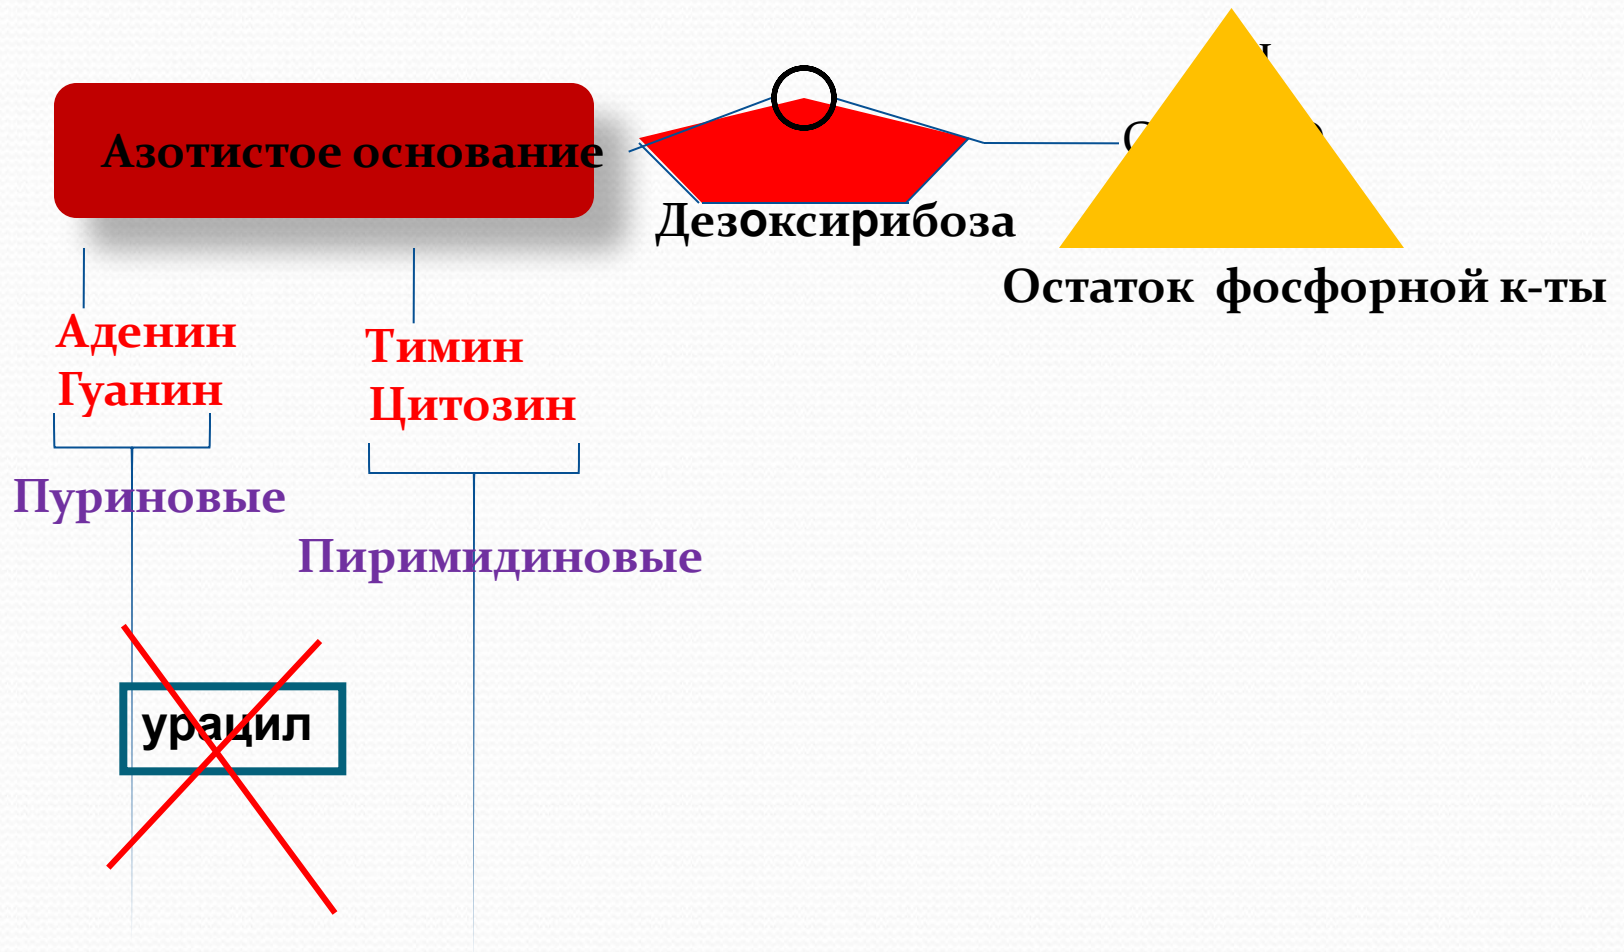 Азотистое основание
Дезоксирибоза
Остаток фосфорной к-ты
Аденин
Гуанин
Тимин
Цитозин
Пуриновые
Пиримидиновые
урацил